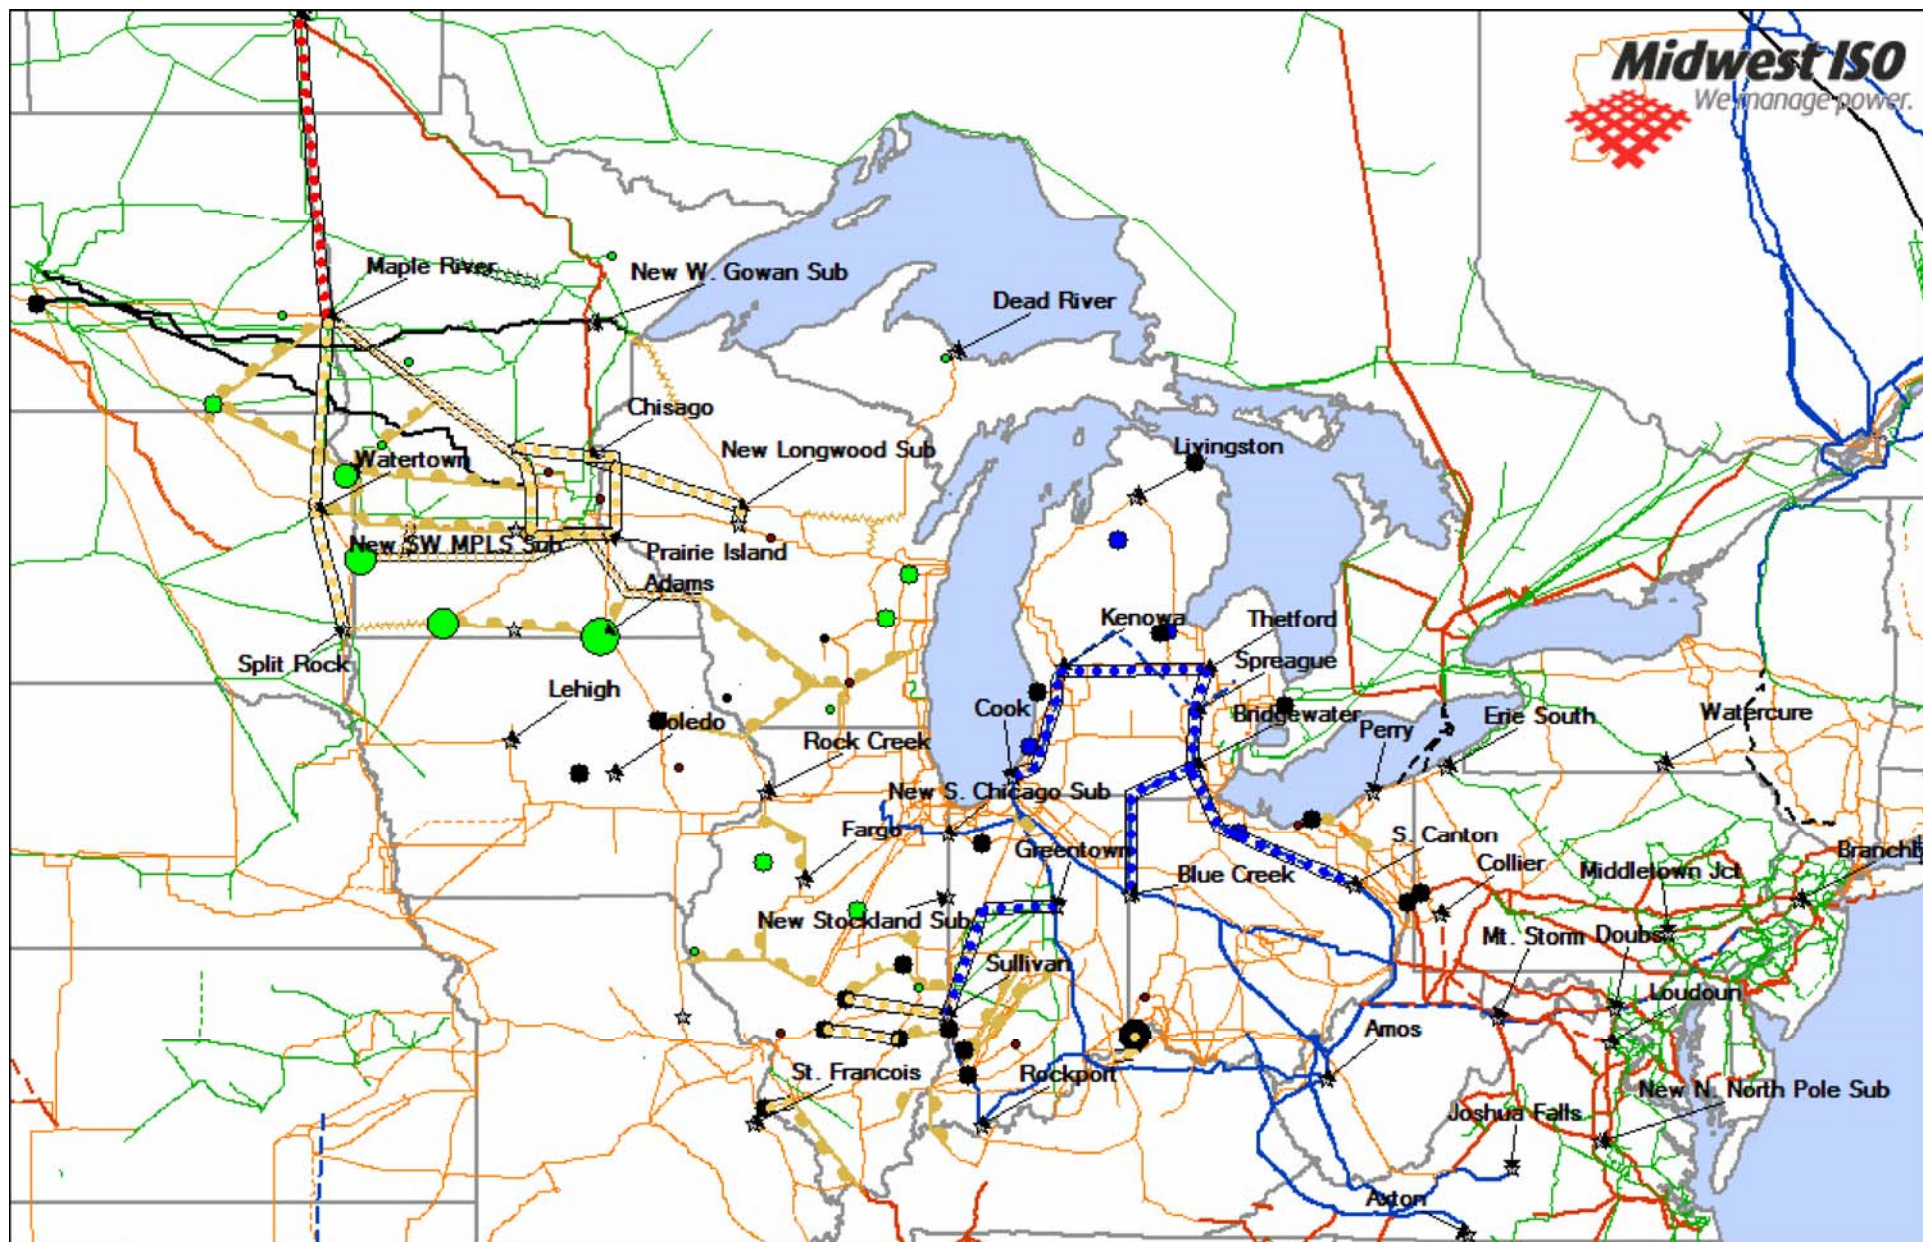 Midwest ISO
We manage power.
Maple River
New W. Gowan Sub
Dead River
Chisago
New Longwood Sub
Livingston
Watertown
New SW MPLS Sub
Prairie Island
Adams
Kenowa
Thetford
Spreague
Split Rock
Lehigh
Toledo
Cook
Bridgewater
Rock Creek
Perry
Erie South
Watercure
New S. Chicago Sub
Fargo
Greentown
S. Canton
Collier
Middletown Jct
Blue Creek
New Stockland Sub
Sullivan
Mt. Storm
Doubs
Loudoun
Amos
St. Francois
Rockport
New N. North Pole Sub
Joshua Falls
Axton